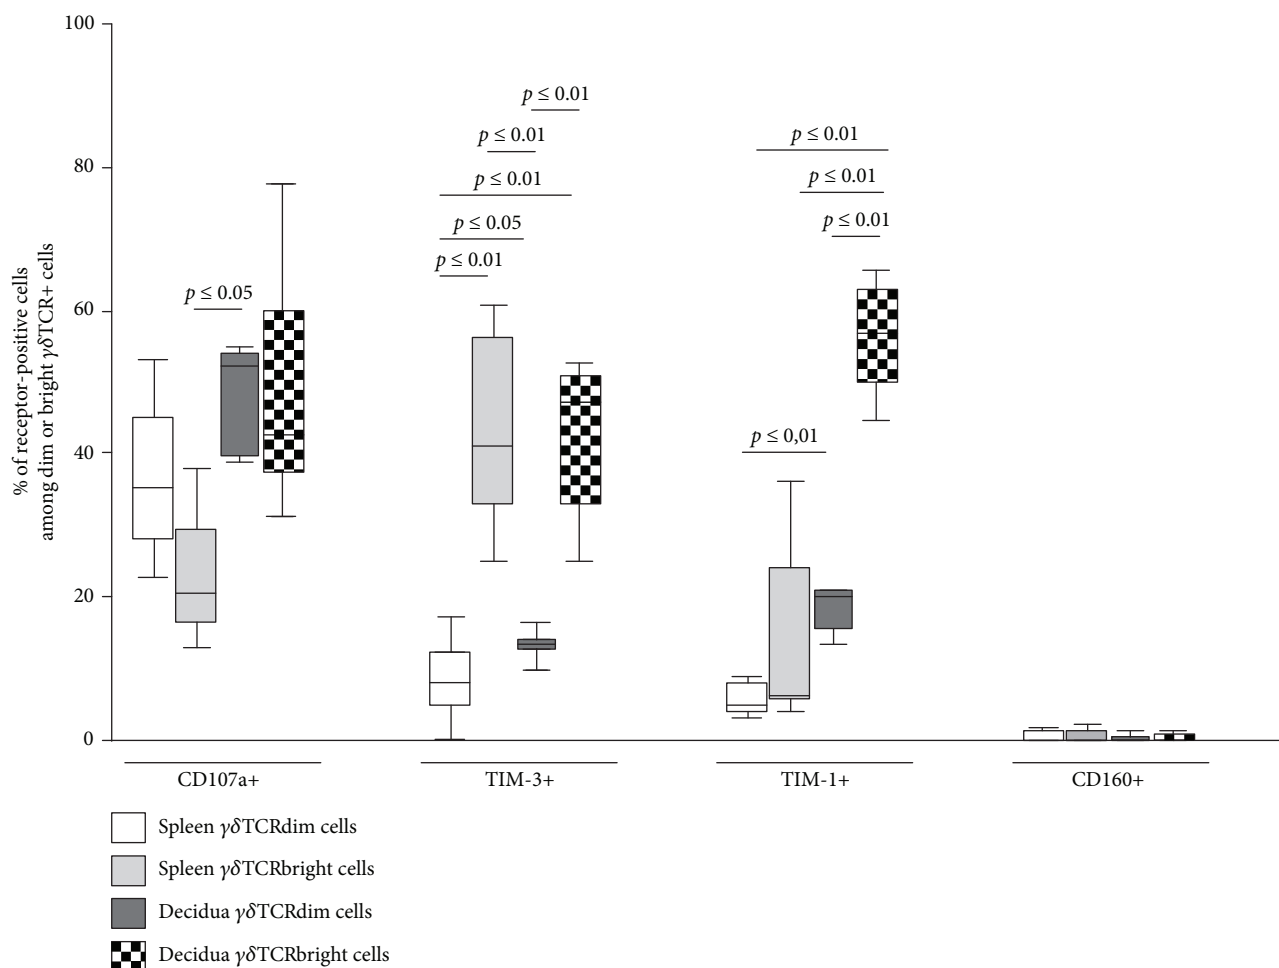 % of receptor-positive cells
among dim or bright γδTCR+ cells
100
80
60
40
20
0
p ≤ 0.05
p ≤ 0.01
p ≤ 0.01
p ≤ 0.01
p ≤ 0.05
p ≤ 0.01
p ≤ 0.01
p ≤ 0.01
p ≤ 0.01
p ≤ 0,01
CD107a+
TIM-3+
TIM-1+
CD160+
Spleen γδTCRdim cells
Spleen γδTCRbright cells
Decidua γδTCRdim cells
Decidua γδTCRbright cells